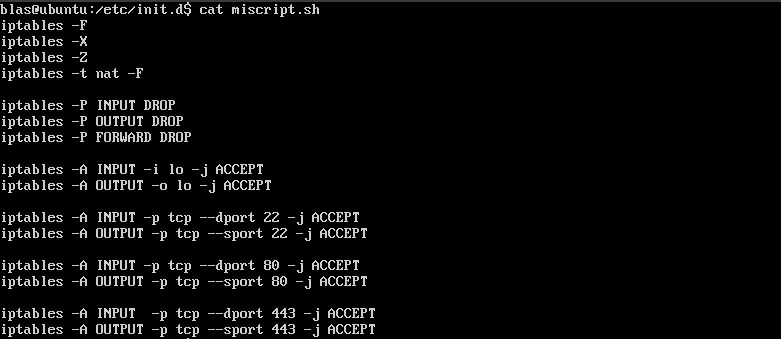 blas@ubuntu:/etc/init.d$ cat miscript.sh
iptables -F
iptables -X
iptables -Z
iptables -t nat -F
iptables -P INPUT DROP
iptables -P OUTPUT DROP
iptables -P FORWARD DROP
iptables -A INPUT -i lo -j ACCEPT
iptables -A OUTPUT -o lo -j ACCEPT
iptables -A INPUT -p tcp --dport 22 -j ACCEPT
iptables -A OUTPUT -p tcp --sport 22 -j ACCEPT
iptables -A INPUT -p tcp --dport 80 -j ACCEPT
iptables -A OUTPUT -p tcp --sport 80 -j ACCEPT
iptables -A INPUT  -p tcp --dport 443 -j ACCEPT
iptables -A OUTPUT -p tcp --sport 443 -j ACCEPT